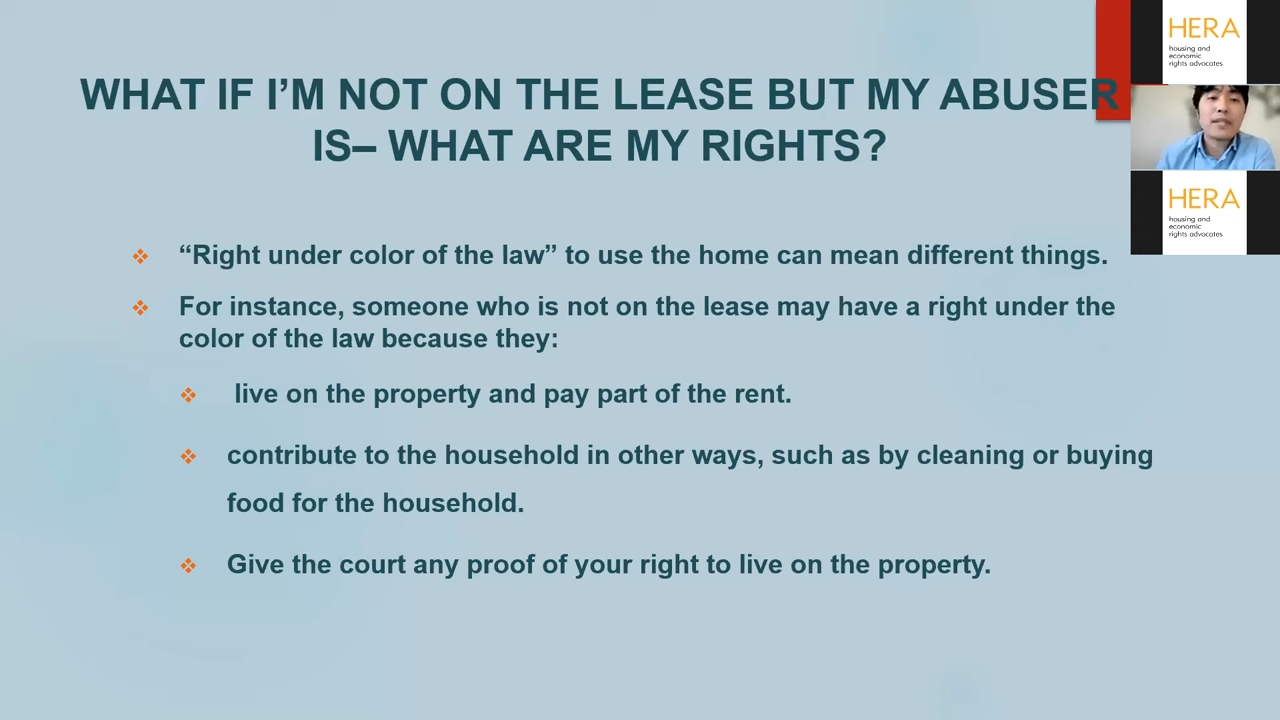 WHAT IF I’M NOT ON THE LEASE BUT MY ABUSER
IS– WHAT ARE MY RIGHTS?
“Right under color of the law” to use the home can mean different things.
For instance, someone who is not on the lease may have a right under the
color of the law because they:
live on the property and pay part of the rent.
contribute to the household in other ways, such as by cleaning or buying
food for the household.
Give the court any proof of your right to live on the property.
HERA
housing and
economic
rights advocates
HERA
housing and
economic
rights advocates